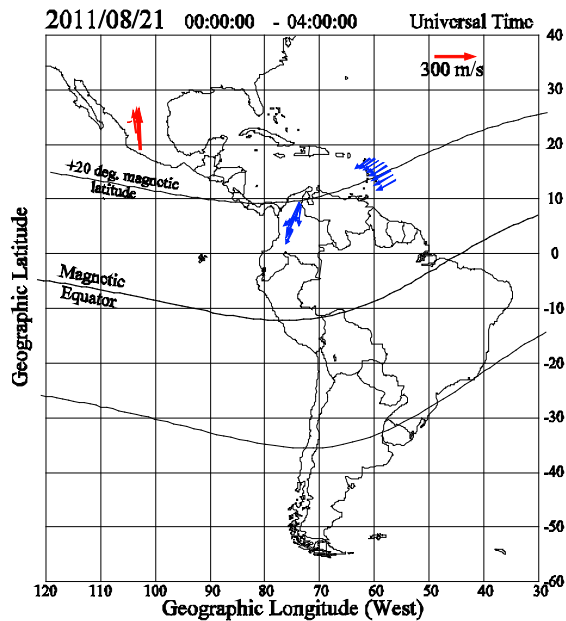 2011/08/21 00:00:00 - 04:00:00 Universal Time
300 m/s
+20 deg. magnetic
latitude
Magnetic
Equator
Geographic Latitude
40
30
20
10
0
-10
-20
-30
-40
-50
-60
120 110 100 90 80 70 60 50 40 30
Geographic Longitude (West)